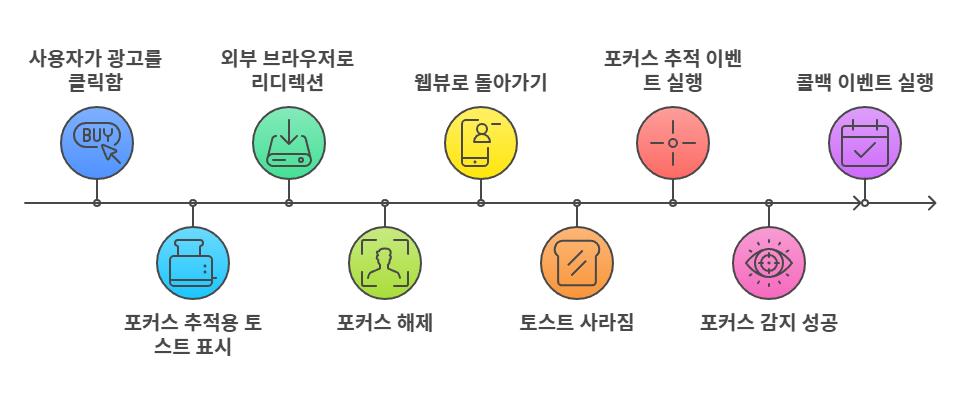 사용자가 광고를
클릭함
외부 브라우저로
리디렉션
웹뷰로 돌아가기
포커스 추적 이벤
트 실행
콜백 이벤트 실행
BUY
포커스 추적용 토
스트 표시
포커스 해제
토스트 사라짐
포커스 감지 성공